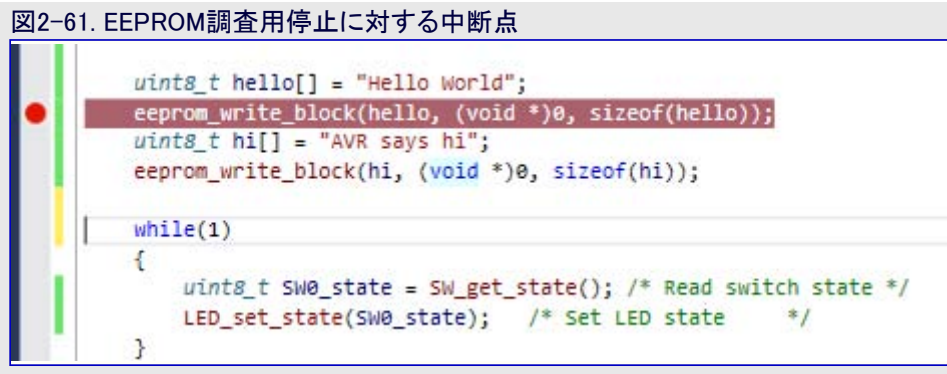 図2-61. EEPROM調査用停止に対する中断点
uint8_t hello[] = "Hello World";
eeprom_write_block(hello, (void *)0, sizeof(hello));
uint8_t hi[] = "AVR says hi";
eeprom_write_block(hi, (void *)0, sizeof(hi));
while(1)
{
uint8_t SW0_state = SW_get_state(); /* Read switch state */
LED_set_state(SW0_state); /* Set LED state */
}